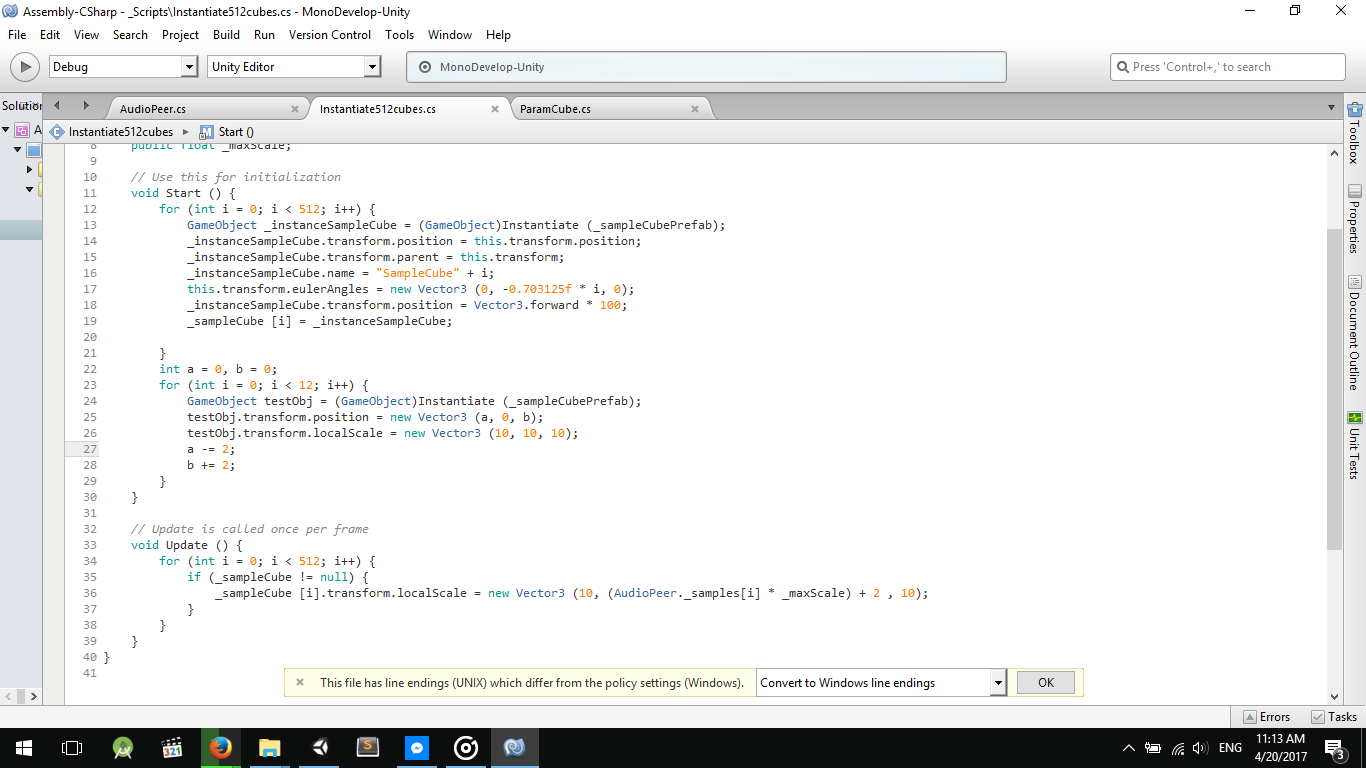 Assembly-CSharp - _Scripts\Instantiate512cubes.cs - MonoDevelop-Unity
File Edit View Search Project Build Run Version Control Tools Window Help
Debug Unity Editor MonoDevelop-Unity Press 'Control+,' to search
Solution AudioPeer.cs Instantiate512cubes.cs ParamCube.cs
A Instantiate512cubes Start ()
8 public float _maxScale;
9
10 // Use this for initialization
11 void Start () {
12 for (int i = 0; i < 512; i++) {
13 GameObject _instanceSampleCube = (GameObject)Instantiate (_sampleCubePrefab);
14 _instanceSampleCube.transform.position = this.transform.position;
15 _instanceSampleCube.transform.parent = this.transform;
16 _instanceSampleCube.name = "SampleCube" + i;
17 this.transform.eulerAngles = new Vector3 (0, -0.703125f * i, 0);
18 _instanceSampleCube.transform.position = Vector3.forward * 100;
19 _sampleCube [i] = _instanceSampleCube;
20
21 }
22 int a = 0, b = 0;
23 for (int i = 0; i < 12; i++) {
24 GameObject testObj = (GameObject)Instantiate (_sampleCubePrefab);
25 testObj.transform.position = new Vector3 (a, 0, b);
26 testObj.transform.localScale = new Vector3 (10, 10, 10);
27 a -= 2;
28 b += 2;
29 }
30 }
31
32 // Update is called once per frame
33 void Update () {
34 for (int i = 0; i < 512; i++) {
35 if (_sampleCube != null) {
36 _sampleCube [i].transform.localScale = new Vector3 (10, (AudioPeer._samples[i] * _maxScale) + 2 , 10);
37 }
38 }
39 }
40 }
41
This file has line endings (UNIX) which differ from the policy settings (Windows). Convert to Windows line endings OK
Toolbox
Properties
Document Outline
Unit Tests
Errors Tasks
321 S ENG 11:13 AM
4/20/2017 3